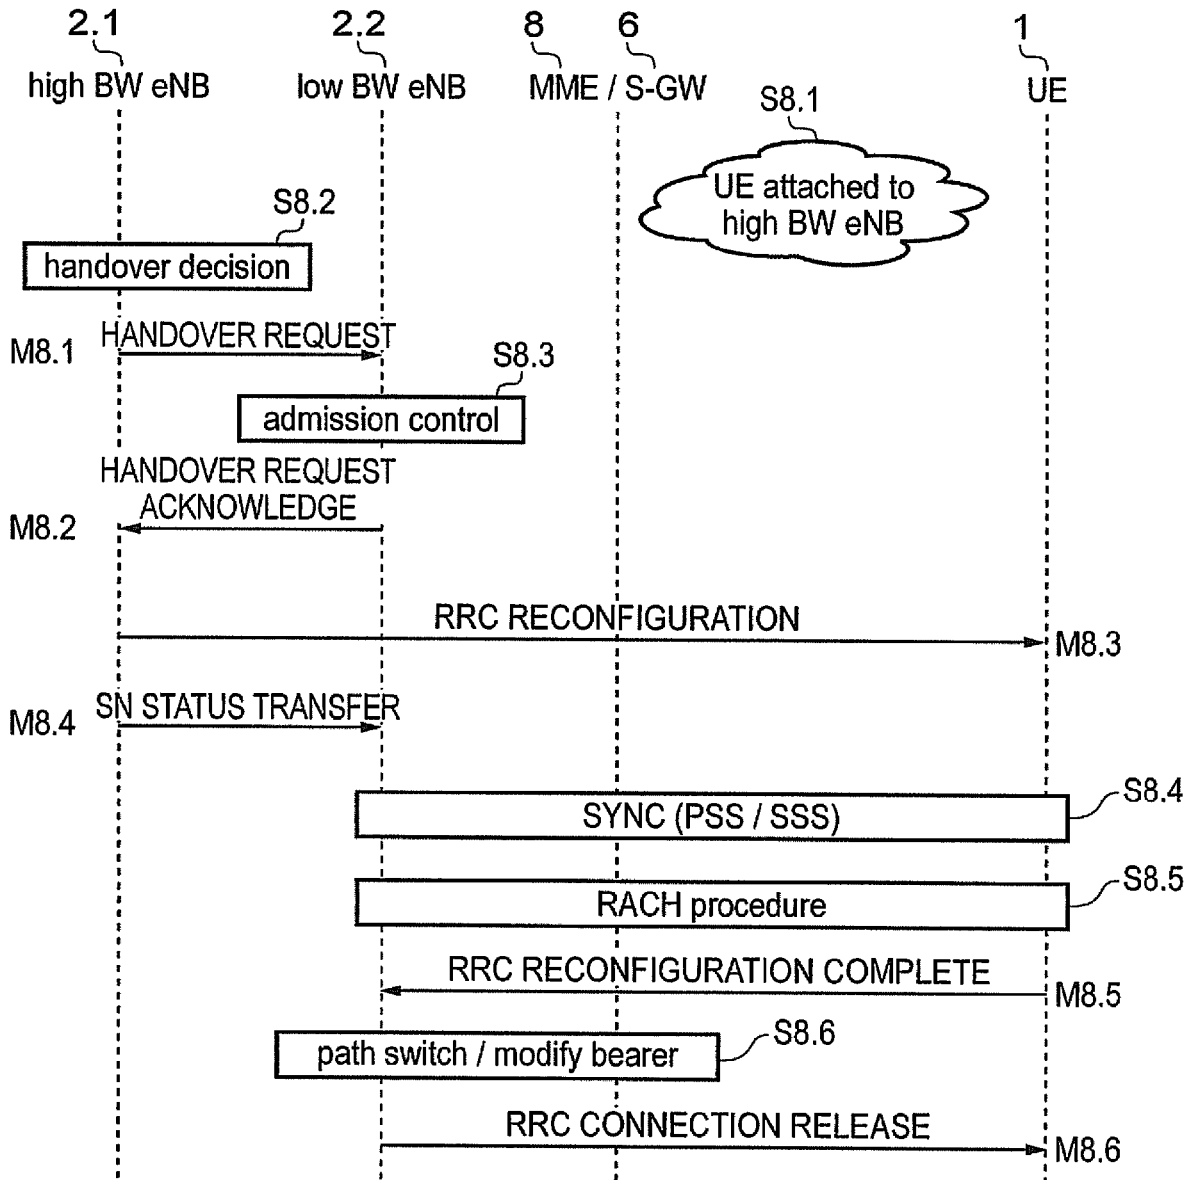 2.1
2.2
8
6
1
high BW eNB
low BW eNB
MME / S-GW
UE
S8.1
UE attached to
high BW eNB
S8.2
handover decision
HANDOVER REQUEST
M8.1
S8.3
admission control
HANDOVER REQUEST
ACKNOWLEDGE
M8.2
RRC RECONFIGURATION
M8.3
SN STATUS TRANSFER
M8.4
S8.4
SYNC (PSS / SSS)
S8.5
RACH procedure
RRC RECONFIGURATION COMPLETE
M8.5
S8.6
path switch / modify bearer
RRC CONNECTION RELEASE
M8.6